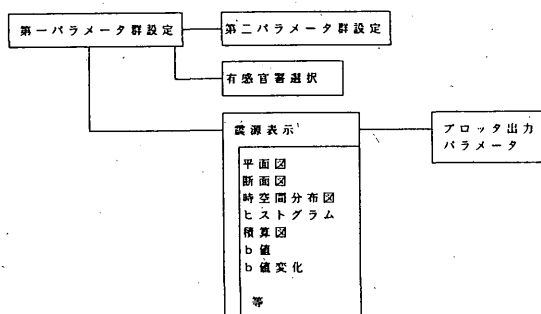 第一パラメータ群設定
第二パラメータ群設定
有感官署選択
震源表示
プロッタ出力
パラメータ
平面図
断面図
時空間分布図
ヒストグラム
積算図
b値
b値変化
等